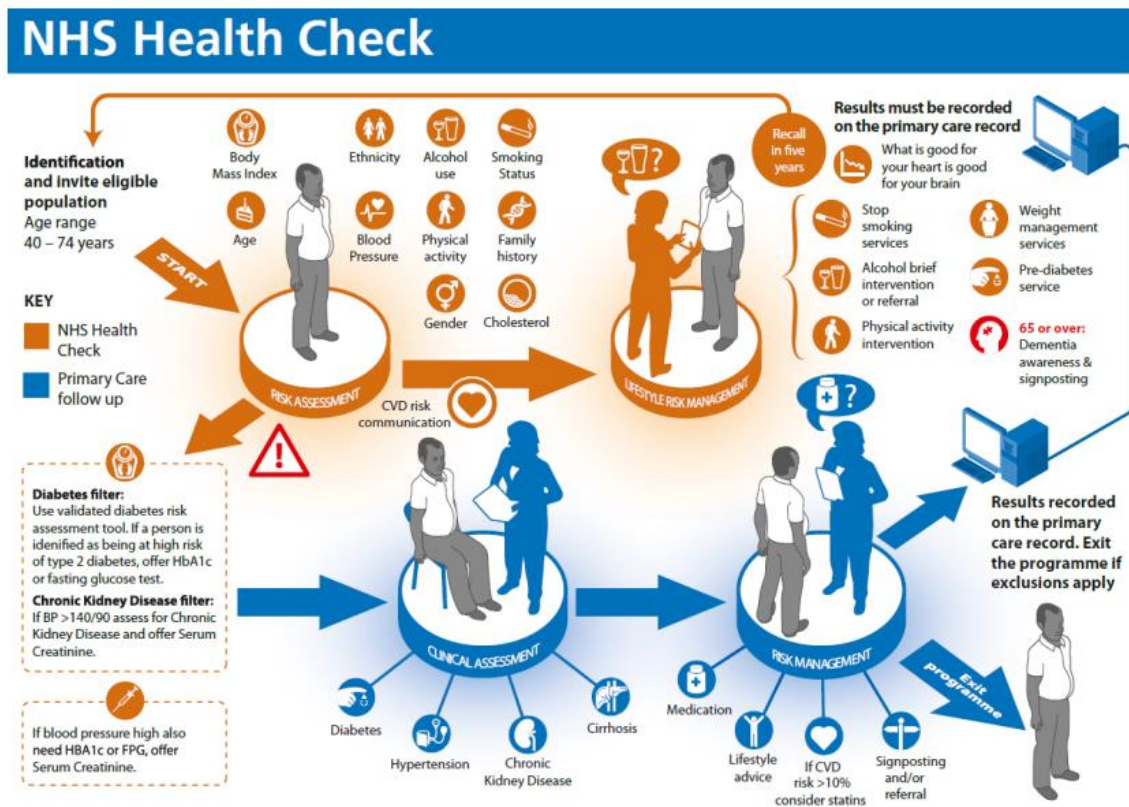 NHS Health Check
Identification
and invite eligible
population
Age range
40 – 74 years
START
KEY
NHS Health
Check
Primary Care
follow up
Body
Mass Index
Ethnicity
Alcohol
use
Smoking
Status
Age
Blood
Pressure
Physical
activity
Family
history
Gender
Cholesterol
RISK ASSESSMENT
CVD risk
communication
?
LIFESTYLE RISK MANAGEMENT
Recall
in five
years
Results must be recorded
on the primary care record
What is good for
your heart is good
for your brain
Stop
smoking
services
Alcohol brief
intervention
or referral
Physical activity
intervention
Weight
management
services
Pre-diabetes
service
65 or over:
Dementia
awareness &
signposting
!
Diabetes filter:
Use validated diabetes risk
assessment tool. If a person is
idenified as being at high risk
of type 2 diabetes, offer HbA1c
or fasting glucose test.
Chronic Kidney Disease filter:
If BP >140/90 assess for Chronic
Kidney Disease and offer Serum
Creatinine.
If blood pressure high also
need HBA1c or FPG, offer
Serum Creatinine.
CLINICAL ASSESSMENT
Diabetes
Hypertension
Chronic
Kidney Disease
Cirrhosis
?
RISK MANAGEMENT
Medication
Lifestyle
advice
If CVD
risk >10%
consider statins
Signposting
and/or
referral
Results recorded
on the primary
care record. Exit
the programme if
exclusions apply
Exit
programme